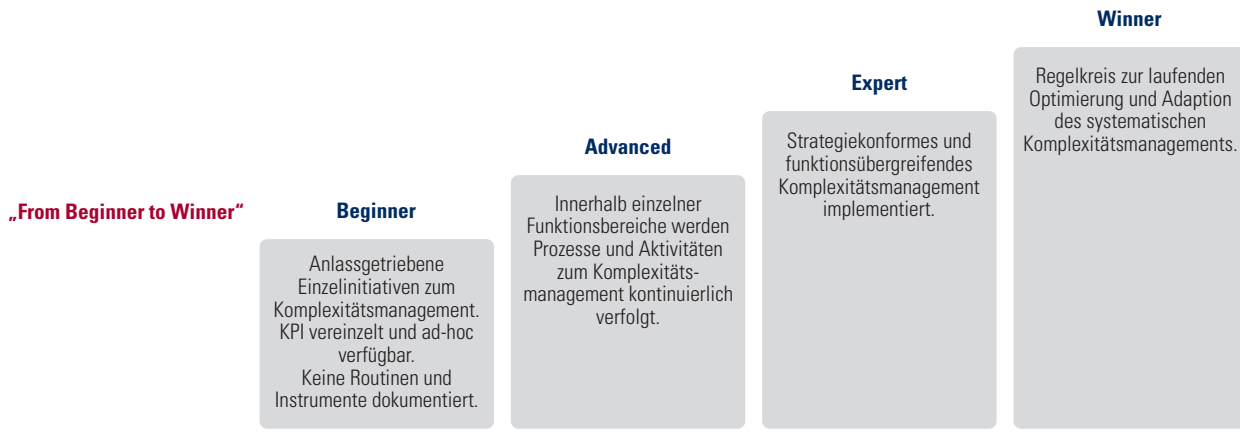 „From Beginner to Winner“
Beginner
Anlassgetriebene
Einzelinitiativen zum
Komplexitätsmanagement.
KPI vereinzelt und ad-hoc
verfügbar.
Keine Routinen und
Instrumente dokumentiert.
Advanced
Innerhalb einzelner
Funktionsbereiche werden
Prozesse und Aktivitäten
zum Komplexitäts-
management kontinuierlich
verfolgt.
Expert
Strategiekonformes und
funktionsübergreifendes
Komplexitätsmanagement
implementiert.
Winner
Regelkreis zur laufenden
Optimierung und Adaption
des systematischen
Komplexitätsmanagements.